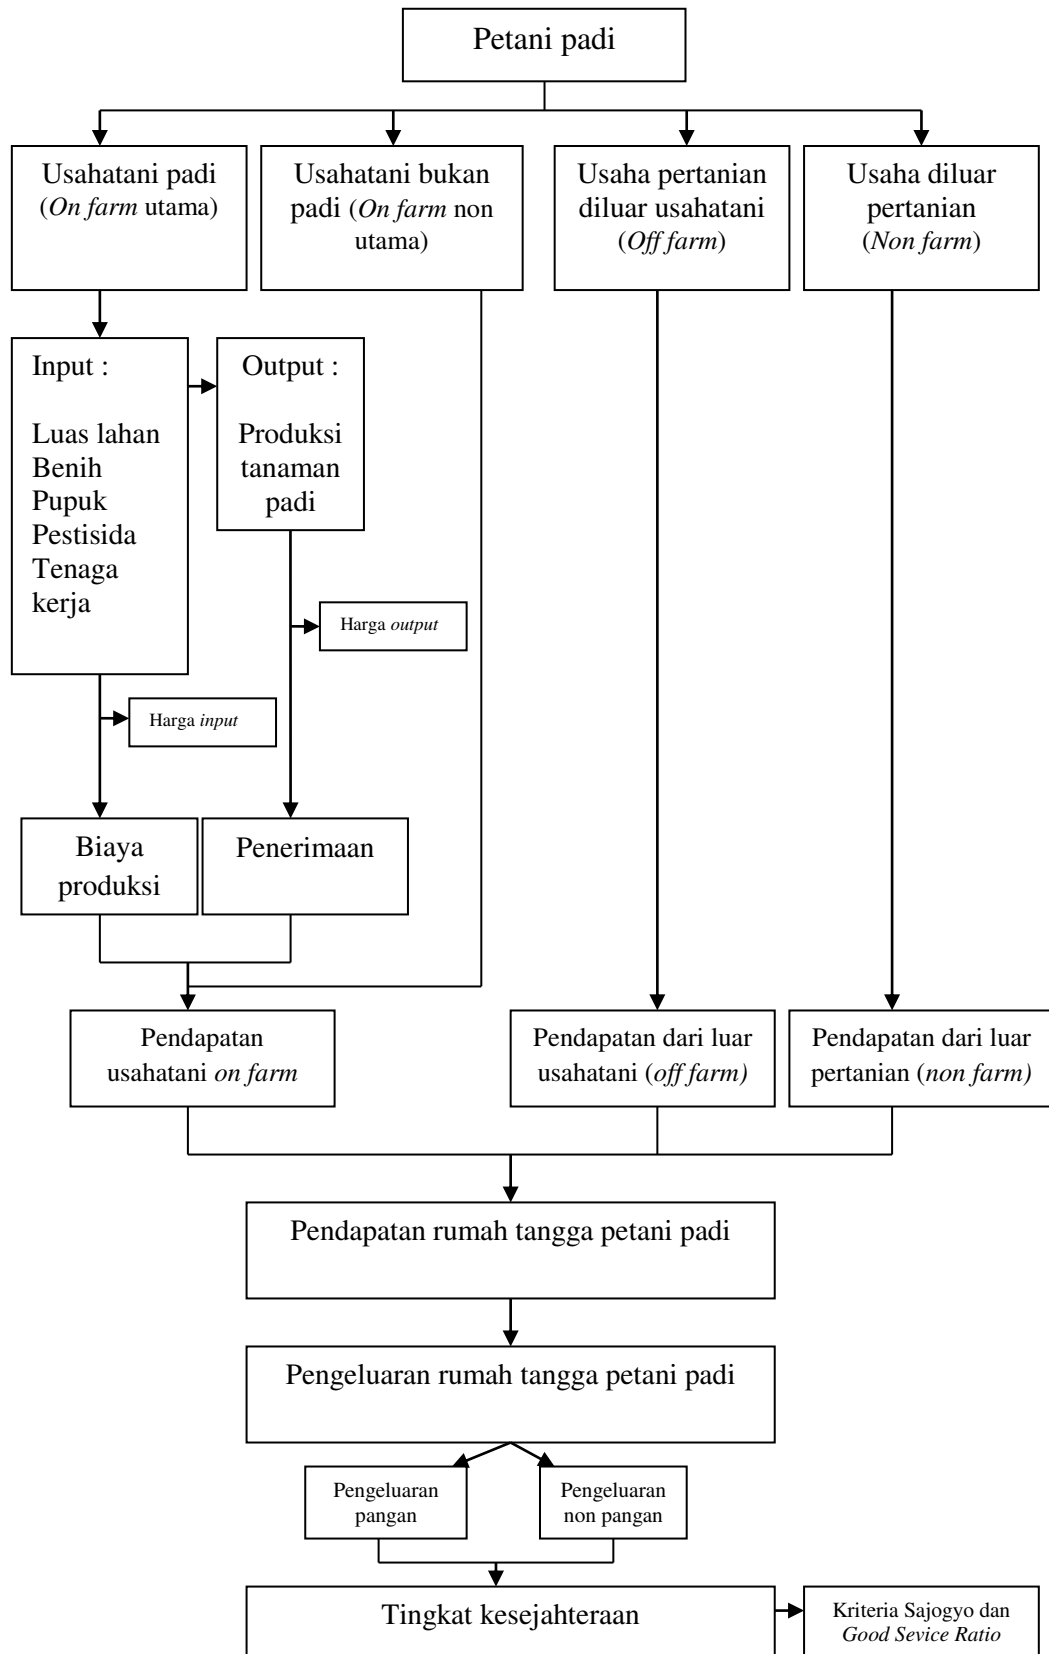 Petani padi
Usahatani padi
(On farm utama)
Usahatani bukan
padi (On farm non
utama)
Usaha pertanian
diluar usahatani
(Off farm)
Usaha diluar
pertanian
(Non farm)
Input :
Luas lahan
Benih
Pupuk
Pestisida
Tenaga
kerja
Output :
Produksi
tanaman
padi
Harga output
Harga input
Biaya
produksi
Penerimaan
Pendapatan
usahatani on farm
Pendapatan dari luar
usahatani (off farm)
Pendapatan dari luar
pertanian (non farm)
Pendapatan rumah tangga petani padi
Pengeluaran rumah tangga petani padi
Pengeluaran
pangan
Pengeluaran
non pangan
Tingkat kesejahteraan
Kriteria Sajogyo dan
Good Sevice Ratio